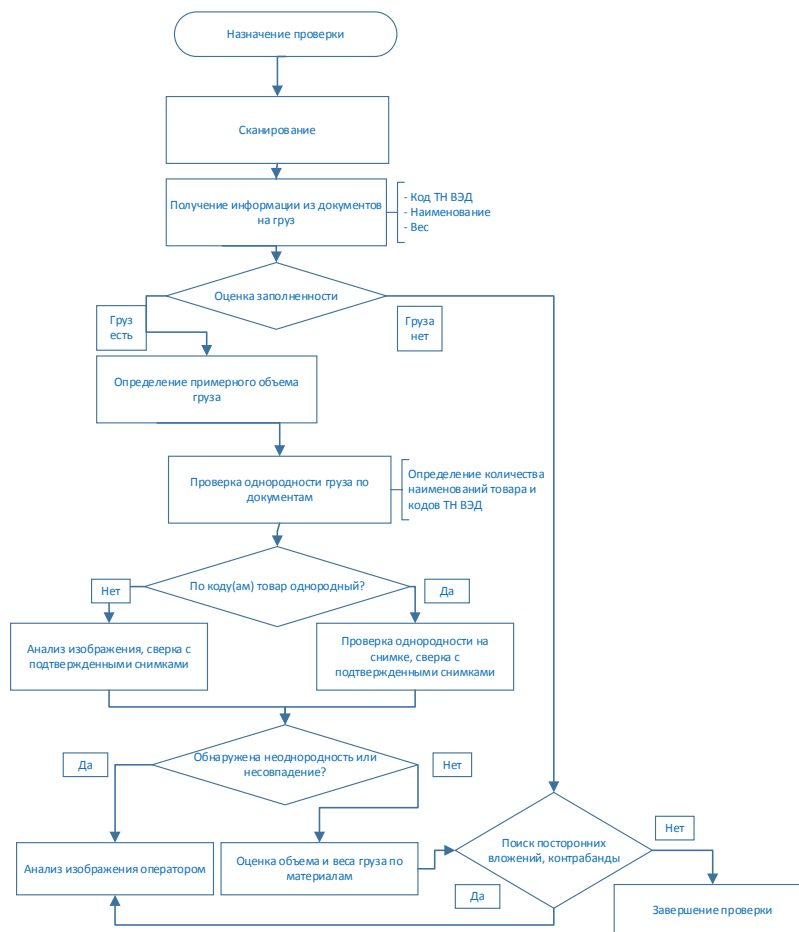 Назначение проверки
Сканирование
Получение информации из документов
на груз
- Код ТН ВЭД
- Наименование
- Вес
Оценка заполненности
Груз
есть
Груза
нет
Определение примерного объема
груза
Проверка однородности груза по
документам
Определение количества
наименований товара и
кодов ТН ВЭД
По коду(ам) товар однородный?
Нет
Да
Анализ изображения, сверка с
подтвержденными снимками
Проверка однородности на
снимке, сверка с
подтвержденными снимками
Обнаружена неоднородность или
несовпадение?
Да
Нет
Анализ изображения оператором
Оценка объема и веса груза по
материалам
Поиск посторонних
вложений, контрабанды
Нет
Да
Завершение проверки